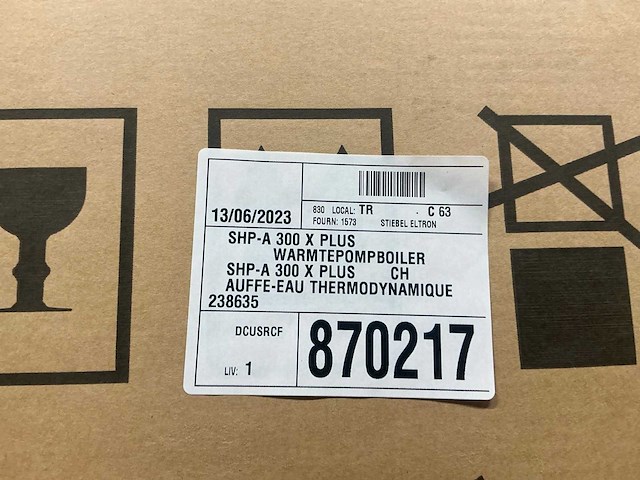 13/06/2023
830 LOCAL: TR . C 63
FOURN: 1573 STIEBEL ELTRON
SHP-A 300 X PLUS
WARMTEPOMPBOILER
SHP-A 300 X PLUS CH
AUFFE-EAU THERMODYNAMIQUE
238635
DCUSRCF
LIV: 1
870217